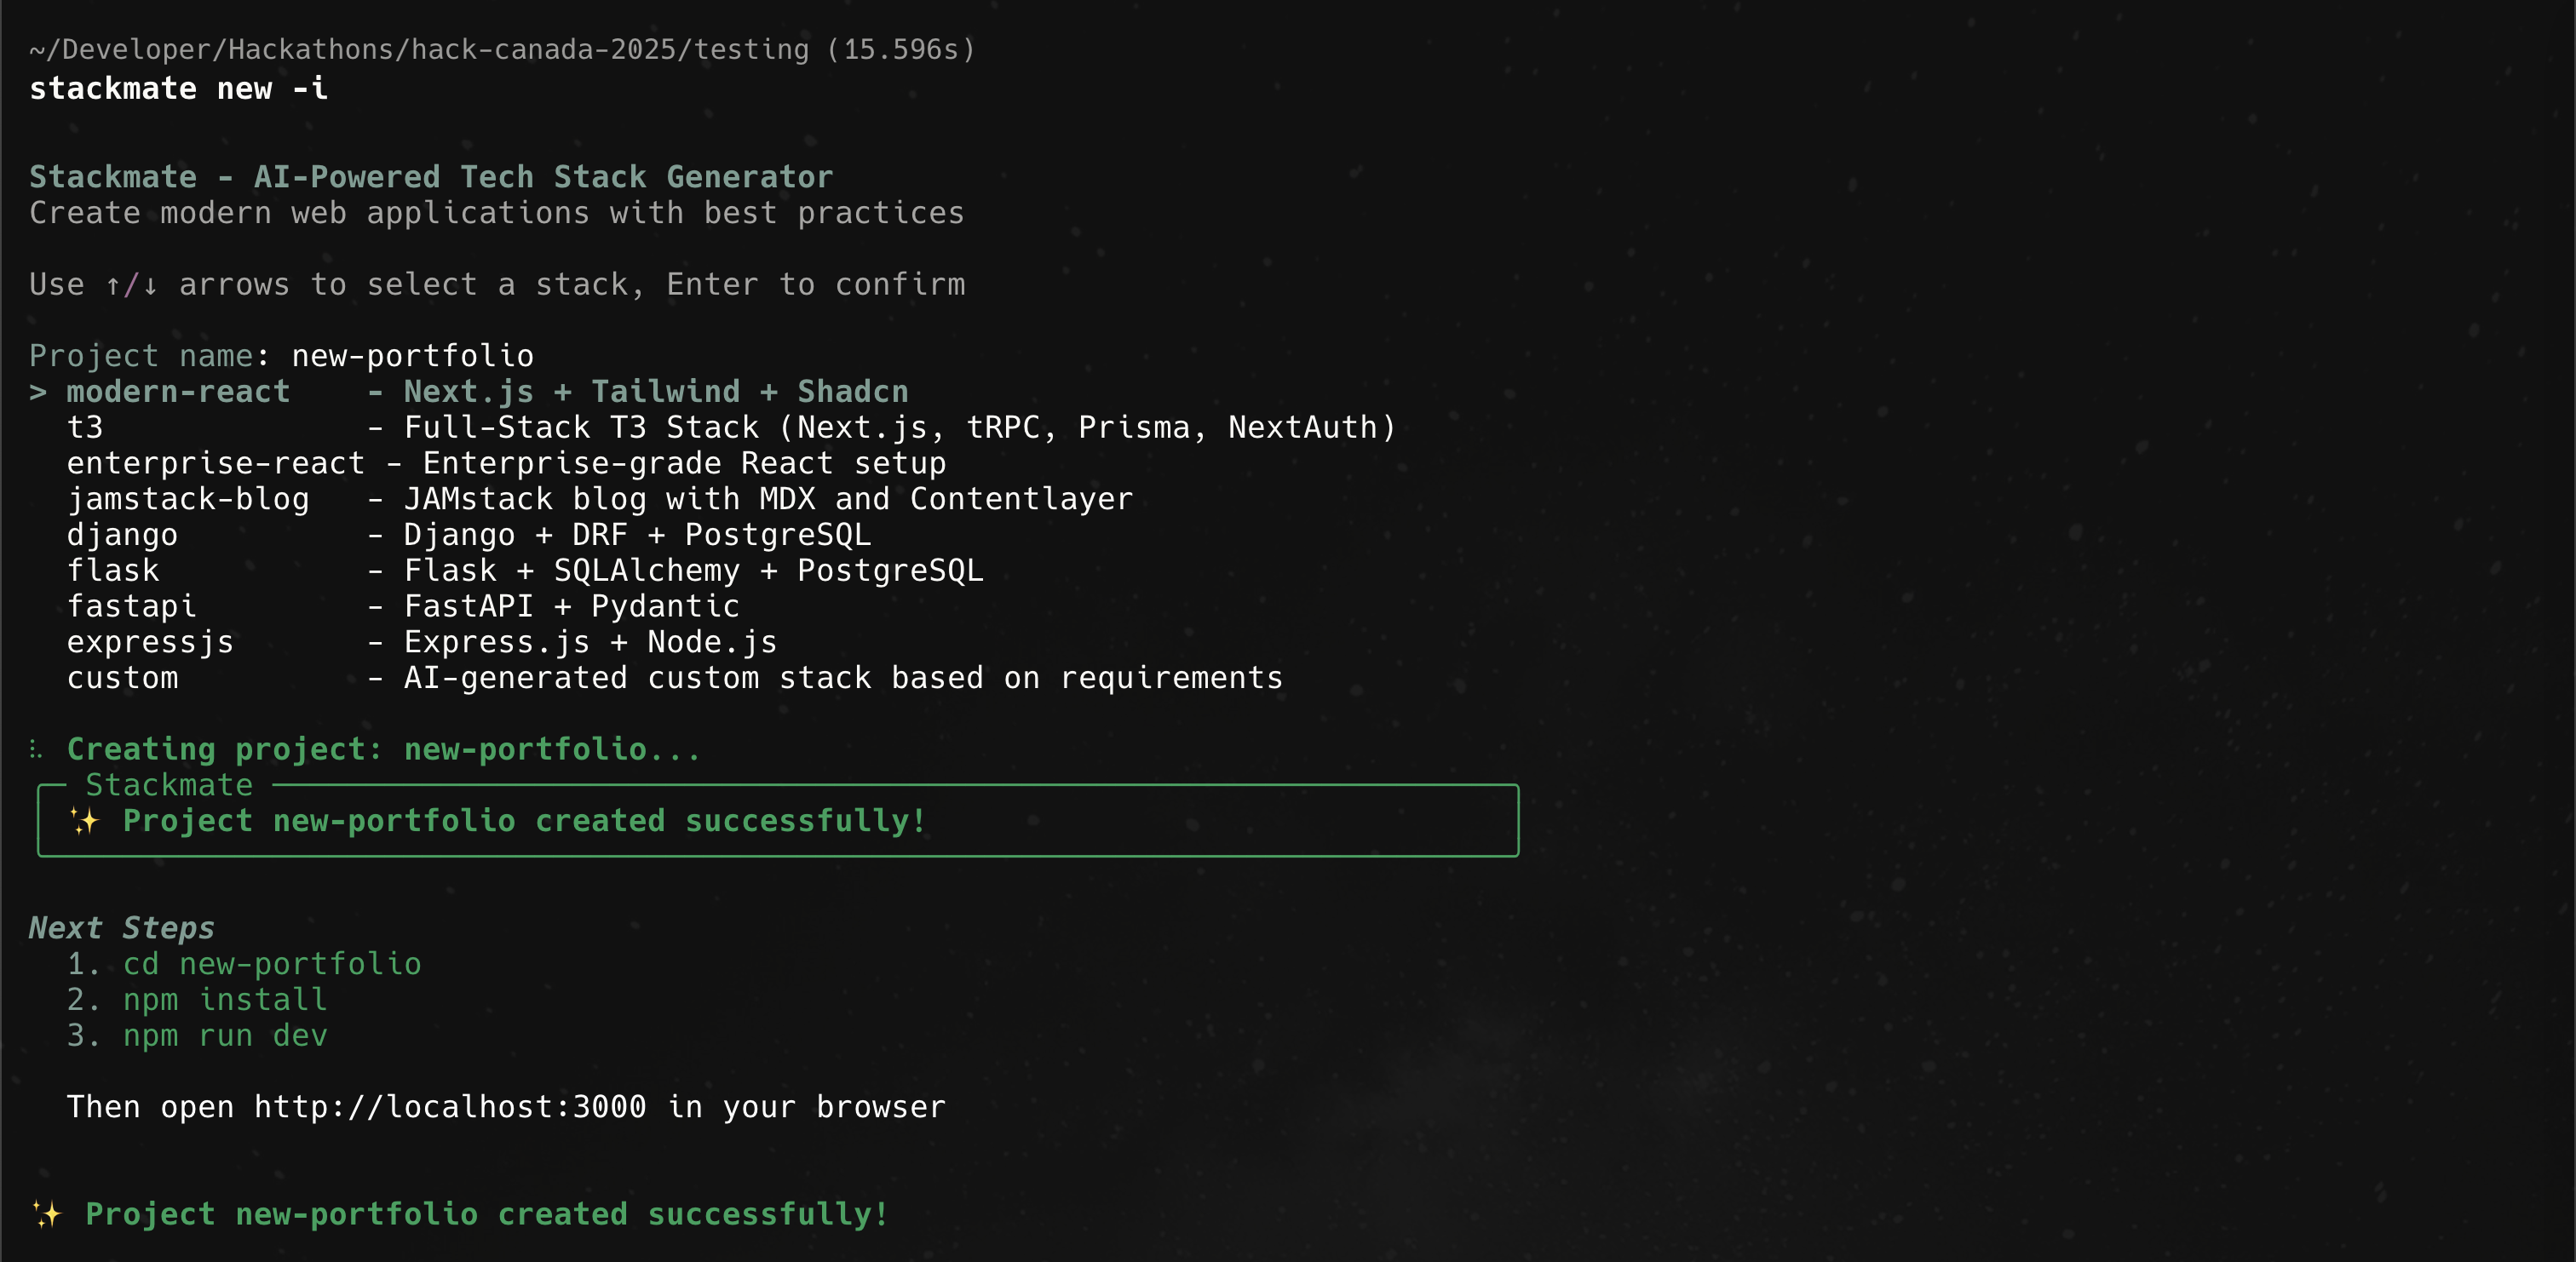 ~/Developer/Hackathons/hack-canada-2025/testing (15.596s)
stackmate new -i
Stackmate - AI-Powered Tech Stack Generator
Create modern web applications with best practices
Use ↑/↓ arrows to select a stack, Enter to confirm
Project name: new-portfolio
> modern-react    - Next.js + Tailwind + Shadcn
  t3              - Full-Stack T3 Stack (Next.js, tRPC, Prisma, NextAuth)
  enterprise-react - Enterprise-grade React setup
  jamstack-blog   - JAMstack blog with MDX and Contentlayer
  django          - Django + DRF + PostgreSQL
  flask           - Flask + SQLAlchemy + PostgreSQL
  fastapi         - FastAPI + Pydantic
  expressjs       - Express.js + Node.js
  custom          - AI-generated custom stack based on requirements
Creating project: new-portfolio...
Stackmate
✨ Project new-portfolio created successfully!
Next Steps
  1. cd new-portfolio
  2. npm install
  3. npm run dev
  Then open http://localhost:3000 in your browser
✨ Project new-portfolio created successfully!